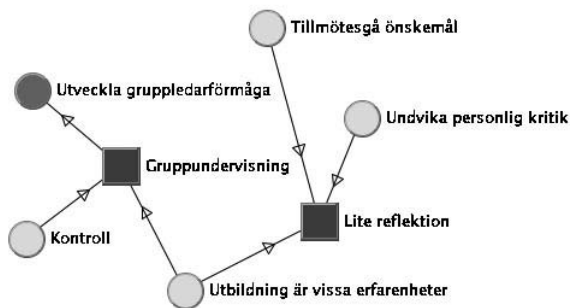 Tillmötesgå önskemål
Utveckla gruppledarförmåga
Undvika personlig kritik
Gruppundervisning
Lite reflektion
Kontroll
Utbildning är vissa erfarenheter